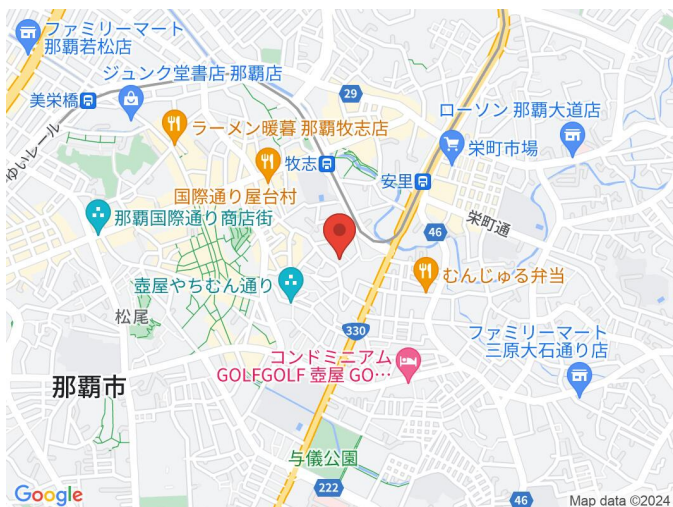 ファミリーマート
那覇若松店
ジュンク堂書店-那覇店
美栄橋
29
ローソン 那覇大道店
ゆいレール
ラーメン暖暮 那覇牧志店
栄町市場
牧志
安里
国際通り屋台村
栄町通
那覇国際通り商店街
46
壺屋やちむん通り
むんじゅる弁当
松尾
330
ファミリーマート
三原大石通り店
コンドミニアム
GOLFGOLF 壺屋 GO…
那覇市
与儀公園
222
46
Google
Map data ©2024